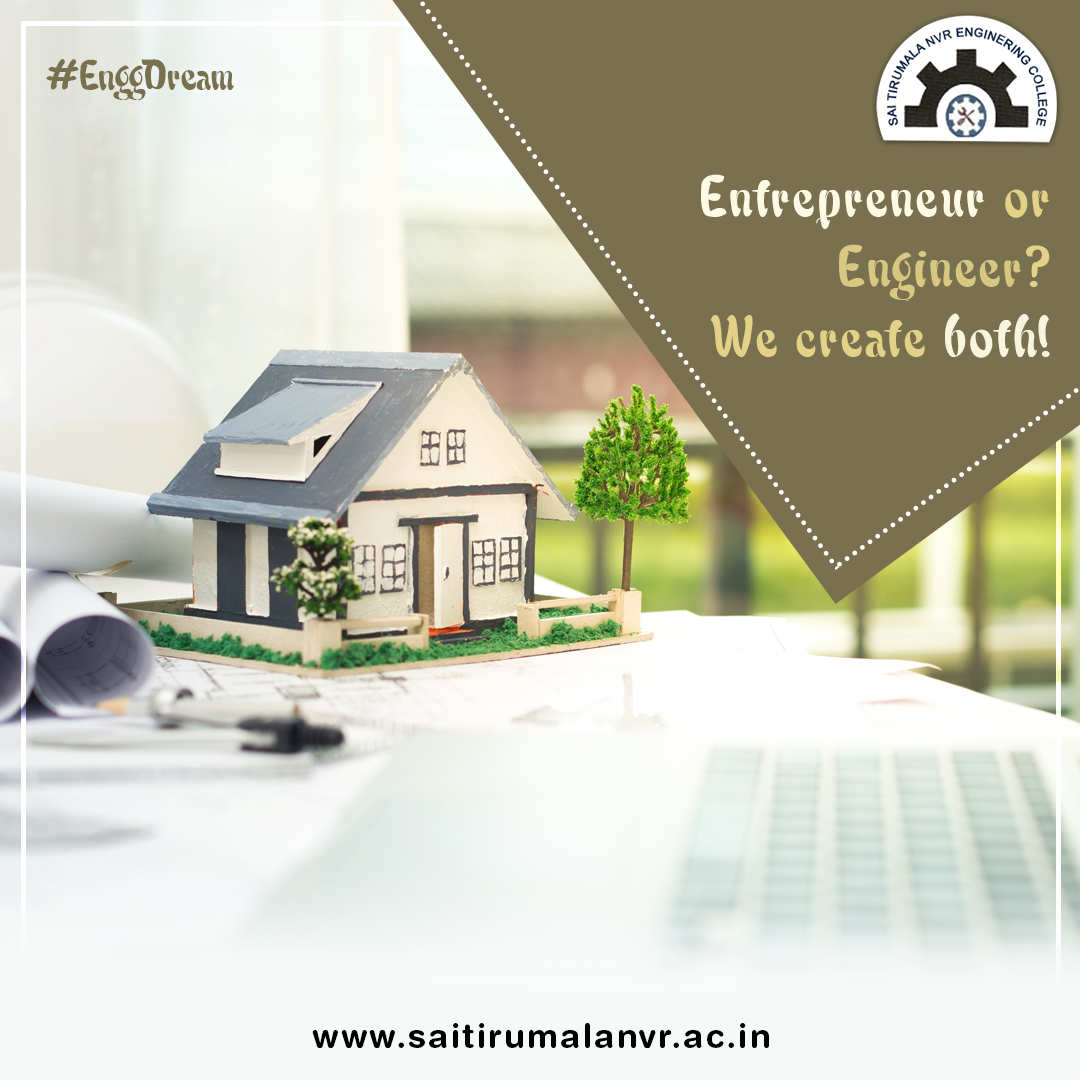 #EnggDream
SAI TIRUMALA NVR ENGINERING COLLEGE
Entrepreneur or
Engineer?
We create both!
www.saitirumalanvr.ac.in